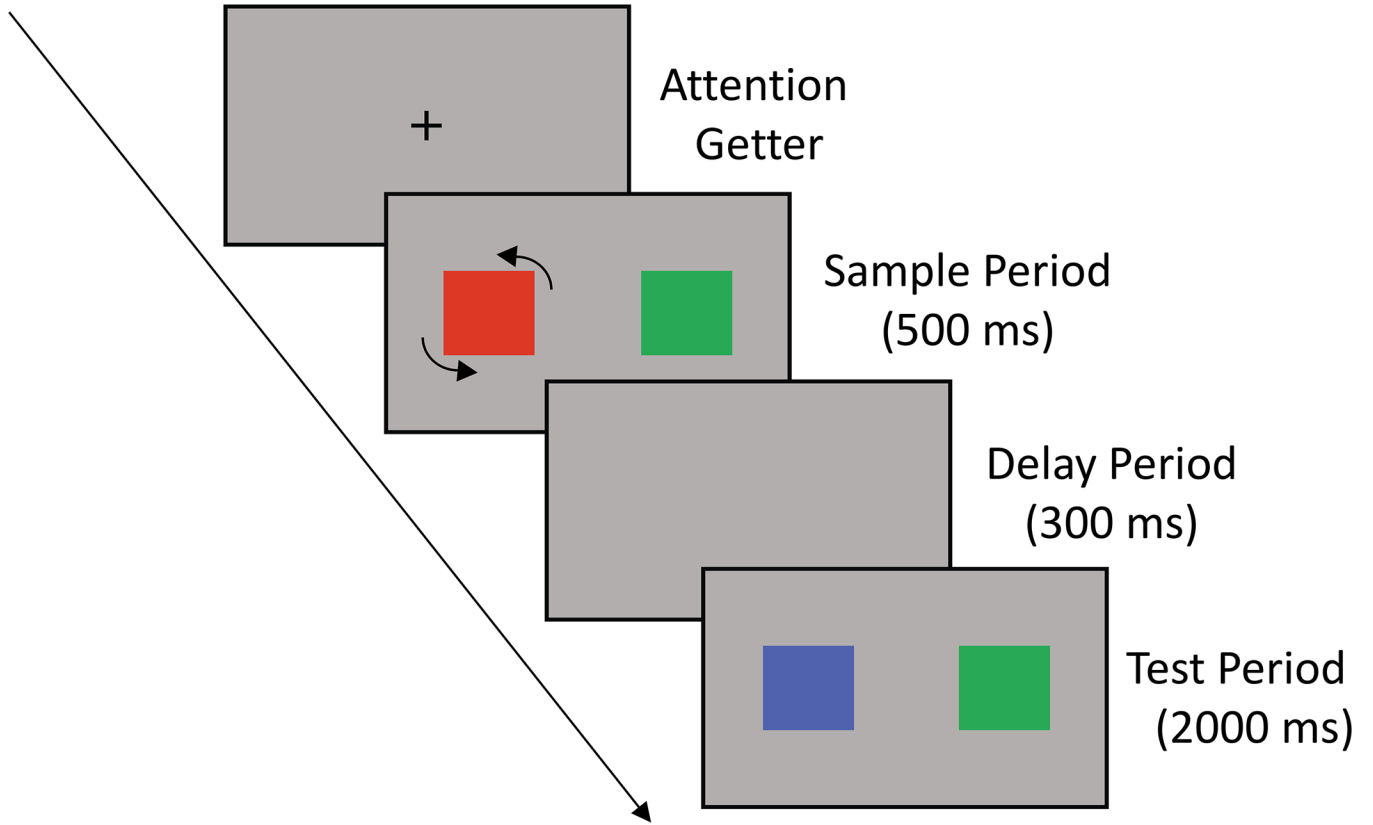 Attention
Getter
Sample Period
(500 ms)
Delay Period
(300 ms)
Test Period
(2000 ms)